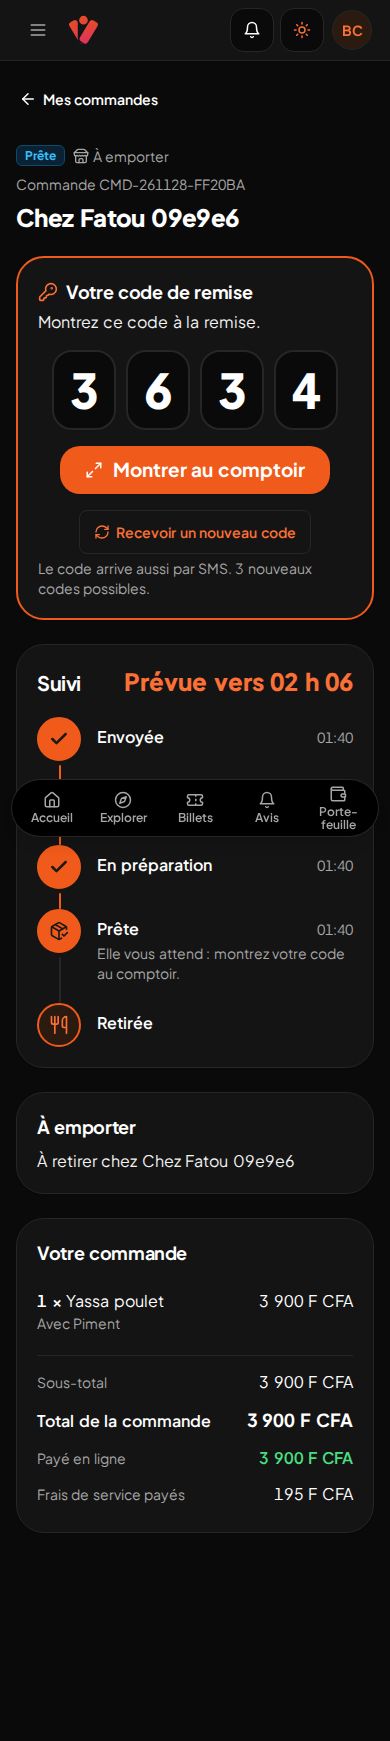 BC
Mes commandes
Prête À emporter
Commande CMD-261128-FF20BA
Chez Fatou 09e9e6
Votre code de remise
Montrez ce code à la remise.
3 6 3 4
Montrer au comptoir
Recevoir un nouveau code
Le code arrive aussi par SMS. 3 nouveaux
codes possibles.
Suivi Prévue vers 02 h 06
Envoyée 01:40
Accueil Explorer Billets Avis Porte-
feuille
En préparation 01:40
Prête 01:40
Elle vous attend : montrez votre code
au comptoir.
Retirée
À emporter
À retirer chez Chez Fatou 09e9e6
Votre commande
1 × Yassa poulet 3 900 F CFA
Avec Piment
Sous-total 3 900 F CFA
Total de la commande 3 900 F CFA
Payé en ligne 3 900 F CFA
Frais de service payés 195 F CFA